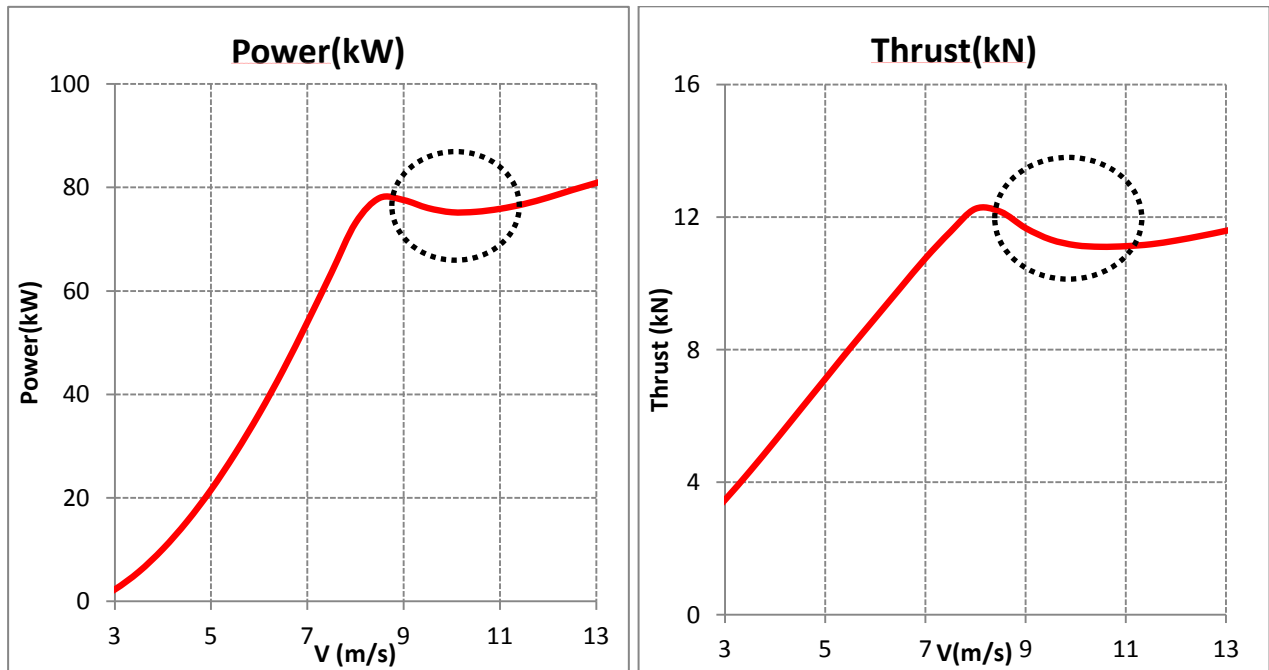 Power(kW)
100
80
60
40
20
0
Power(kW)
3 5 7 9 11 13
V (m/s)
Thrust(kN)
16
12
8
4
0
Thrust (kN)
3 5 7 9 11 13
V(m/s)